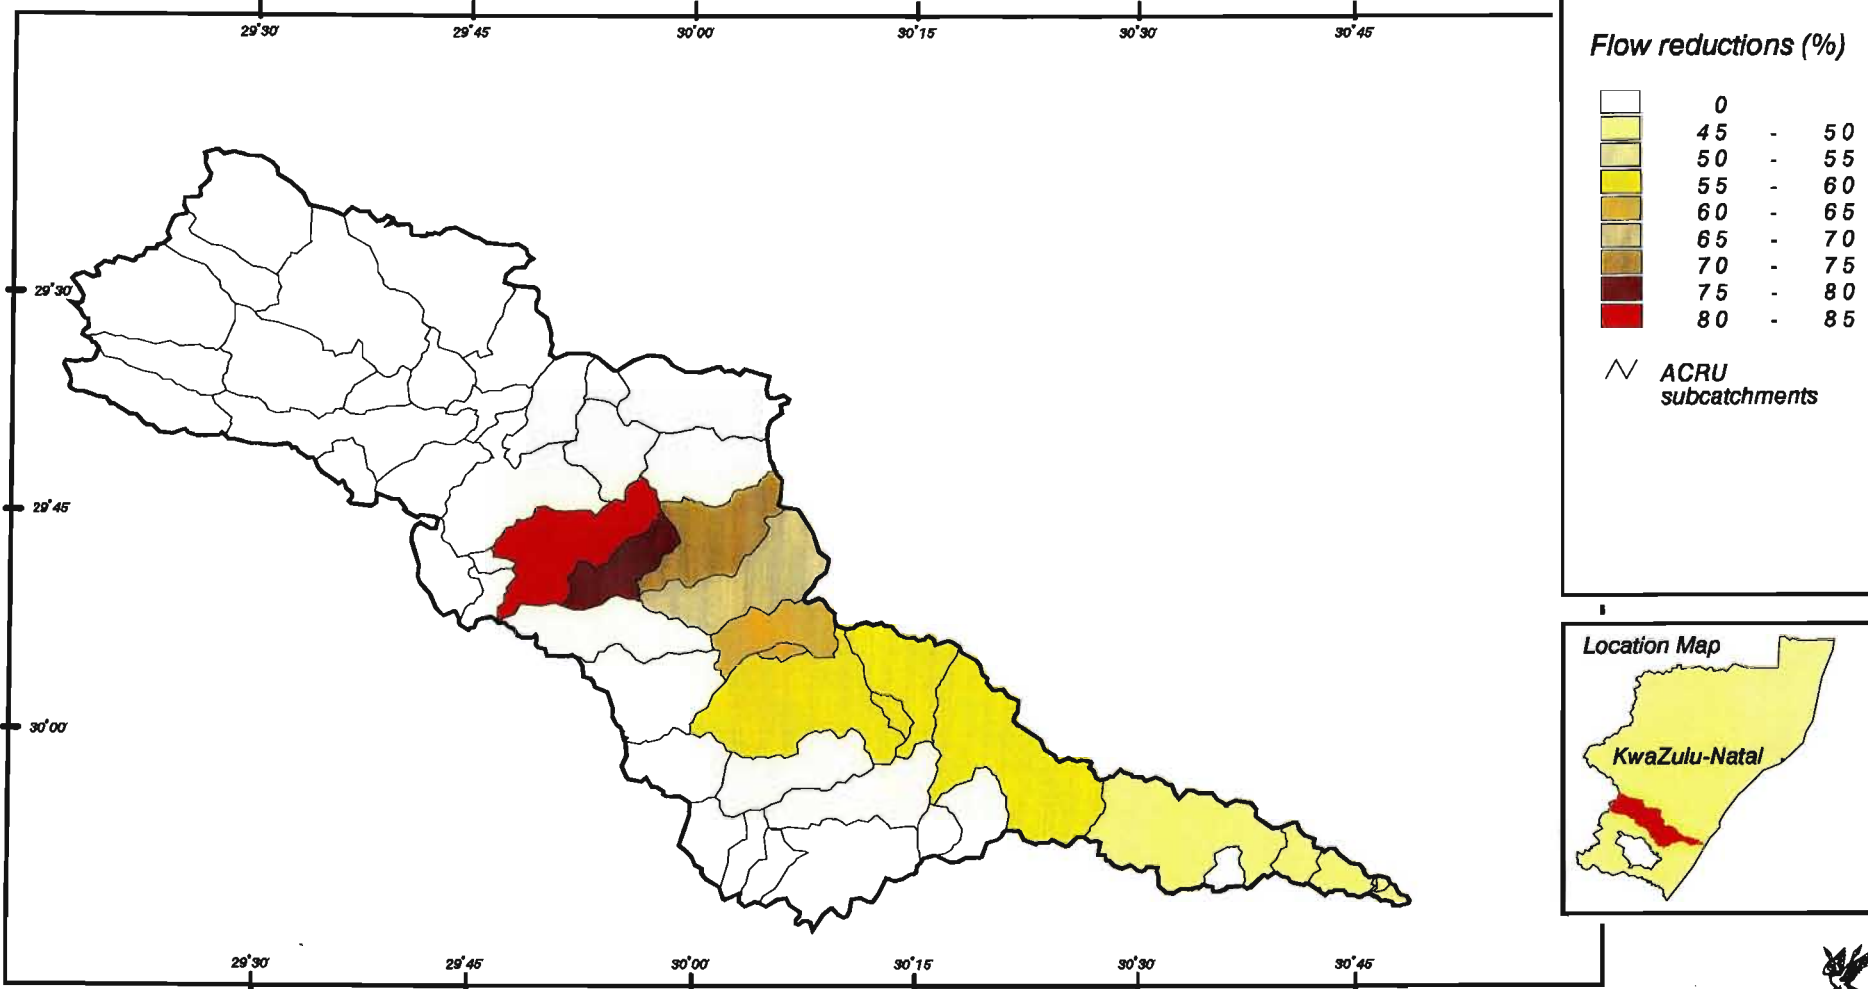 29°30' 29°45' 30°00' 30°15' 30°30' 30°45'
Flow reductions (%)
0
45 - 50
50 - 55
55 - 60
60 - 65
65 - 70
70 - 75
75 - 80
80 - 85
ACRU
subcatchments
29°30'
29°45'
30°00'
Location Map
KwaZulu-Natal
29°30' 29°45' 30°00' 30°15' 30°30' 30°45'